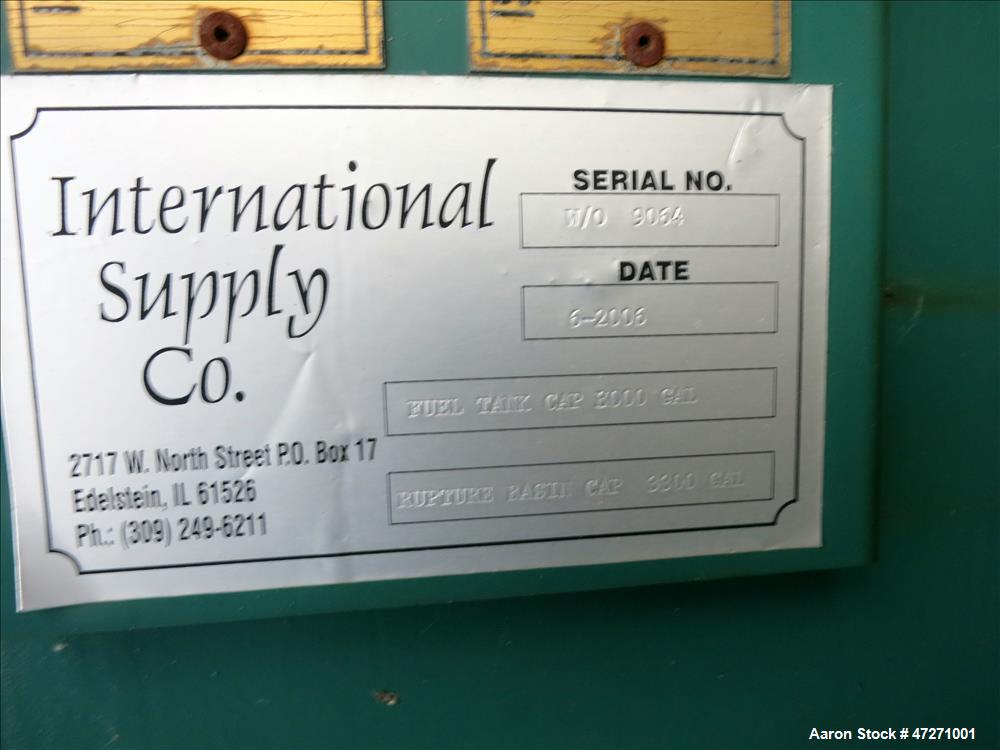 International
Supply
Co.
2717 W. North Street P.O. Box 17
Edelstein, IL 61526
Ph.: (309) 249-6211
SERIAL NO.
W/O 9064
DATE
6-2006
FUEL TANK CAP 3000 GAL
RUPTURE BASIN CAP 3300 GAL
Aaron Stock # 47271001